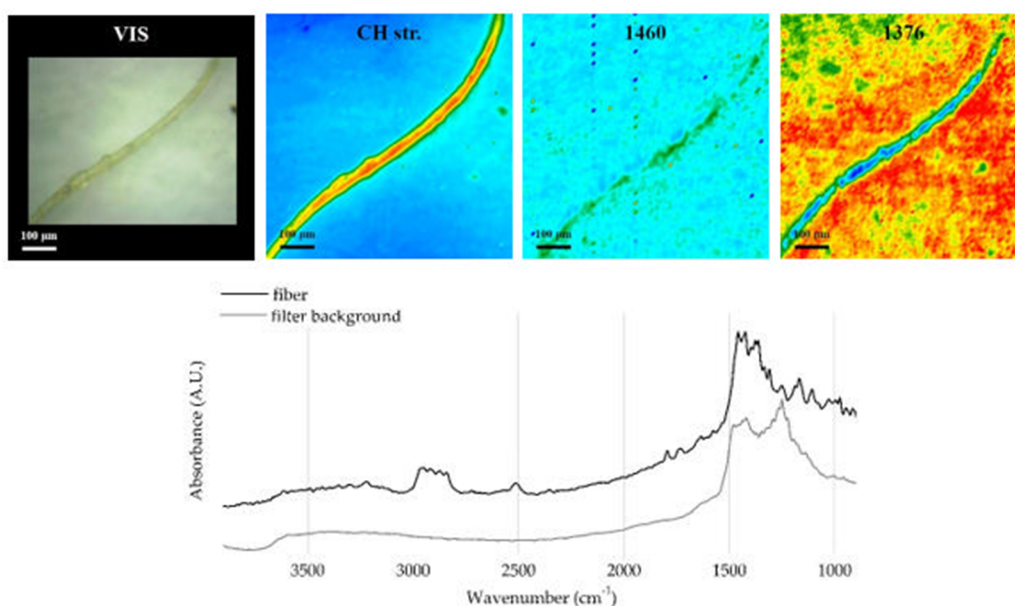 VIS
CH str.
1460
1376
100 µm
100 µm
100 µm
100 µm
fiber
filter background
Absorbance (A.U.)
3500
3000
2500
2000
1500
1000
Wavenumber (cm⁻¹)